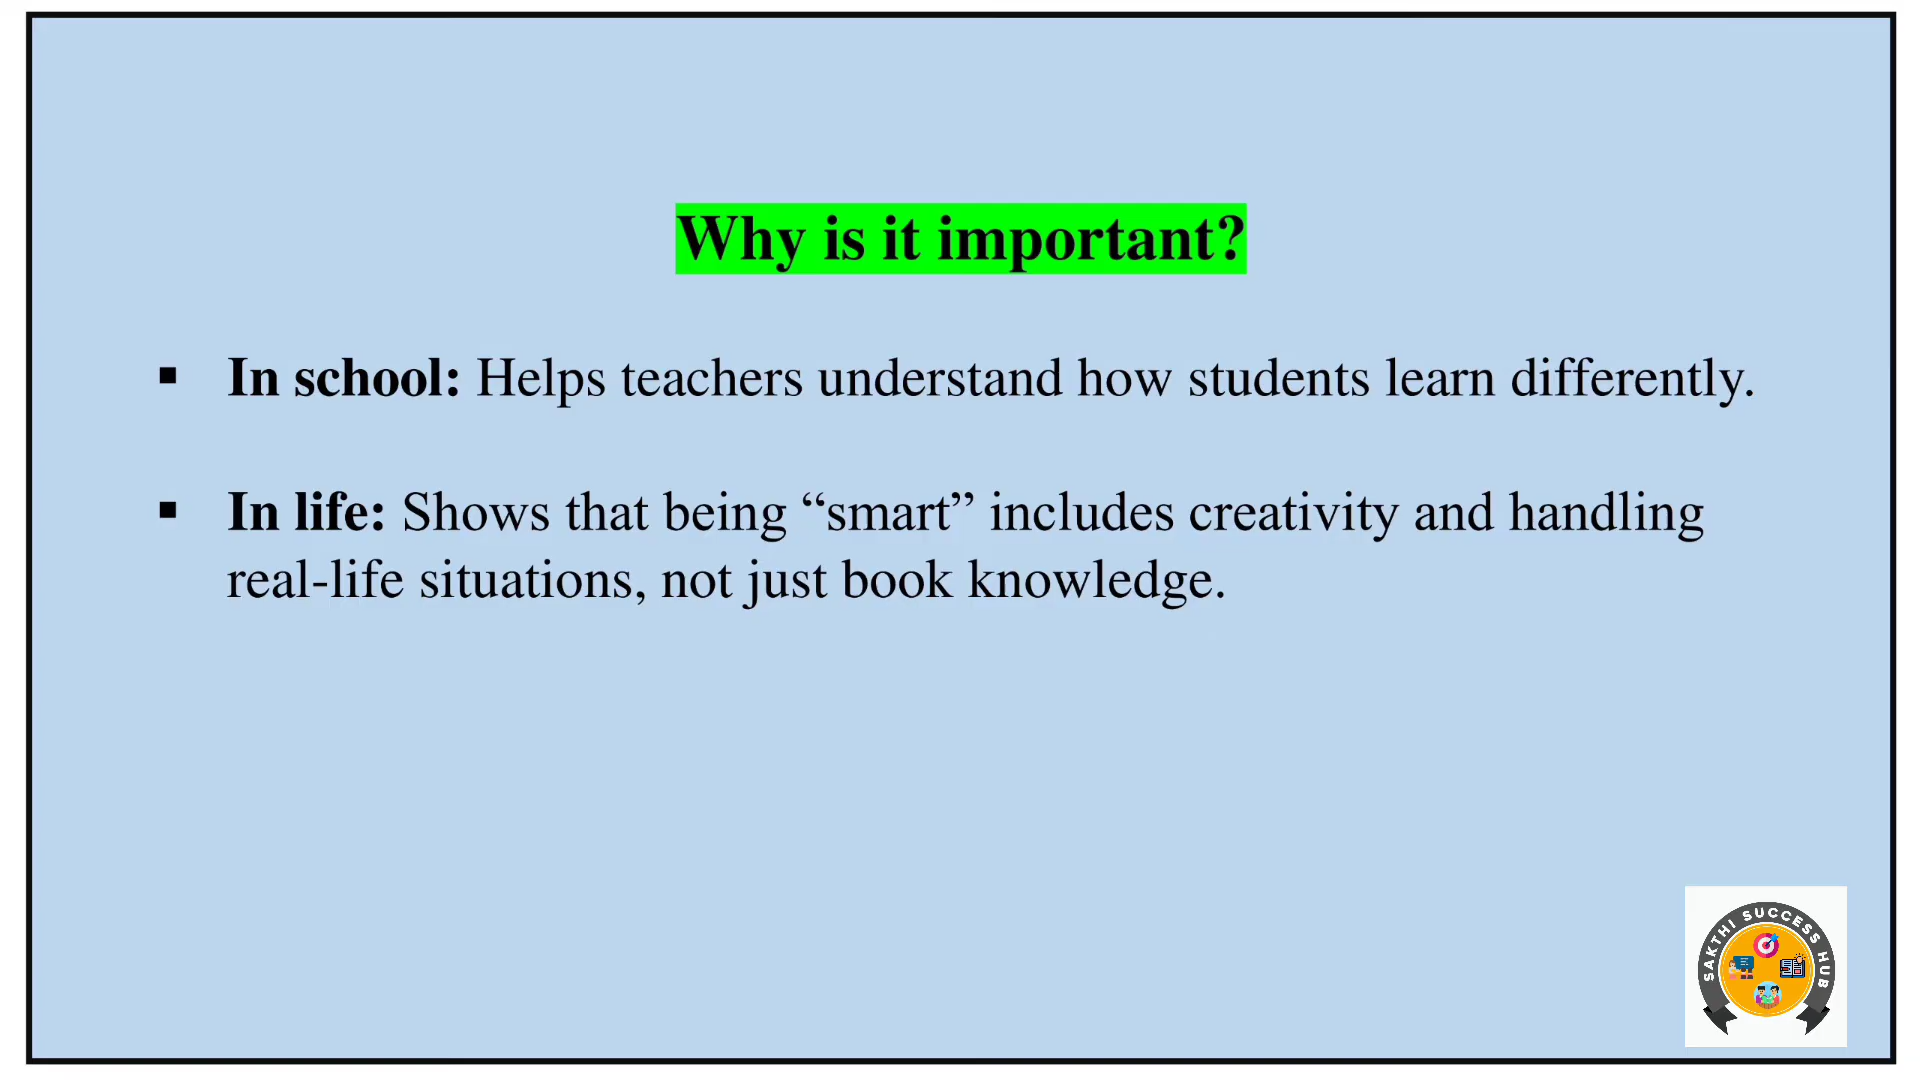 Why is it important?
▪ In school: Helps teachers understand how students learn differently.
▪ In life: Shows that being “smart” includes creativity and handling
real-life situations, not just book knowledge.
SAKTHI SUCCESS HUB